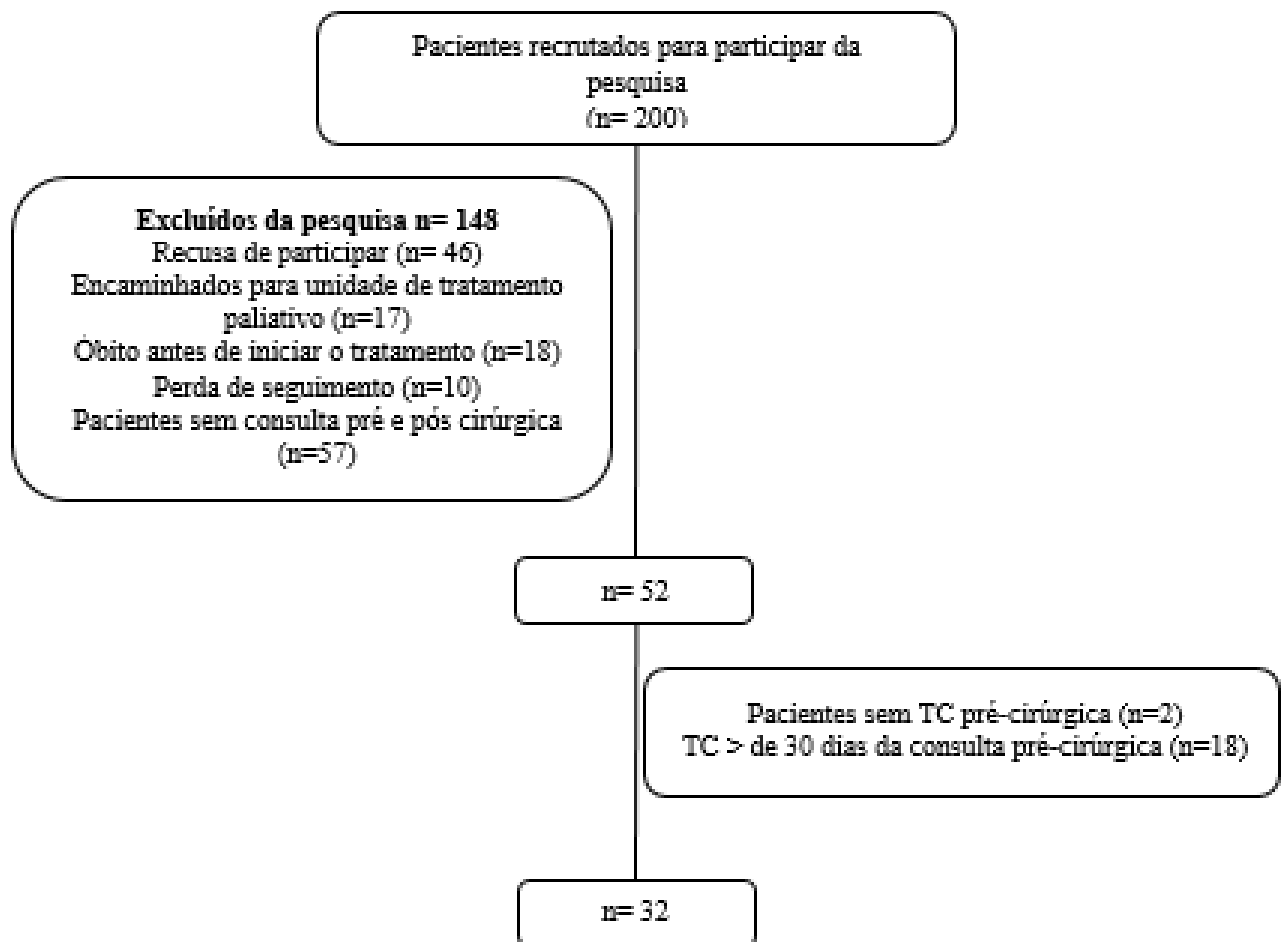 Pacientes recrutados para participar da
pesquisa
(n= 200)
Excluídos da pesquisa n= 148
Recusa de participar (n= 46)
Encaminhados para unidade de tratamento
paliativo (n=17)
Óbito antes de iniciar o tratamento (n=18)
Perda de seguimento (n=10)
Pacientes sem consulta pré e pós cirúrgica
(n=57)
n= 52
Pacientes sem TC pré-cirúrgica (n=2)
TC > de 30 dias da consulta pré-cirúrgica (n=18)
n= 32